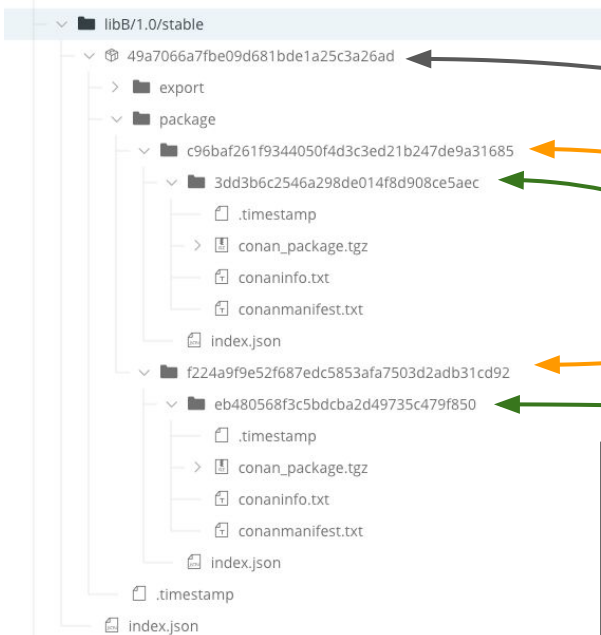 libB/1.0/stable
49a7066a7fbe09d681bde1a25c3a26ad
export
package
c96baf261f9344050f4d3c3ed21b247de9a31685
3dd3b6c2546a298de014f8d908ce5aec
.timestamp
conan_package.tgz
conaninfo.txt
conanmanifest.txt
index.json
f224a9f9e52f687edc5853afa7503d2adb31cd92
eb480568f3c5bdcba2d49735c479f850
.timestamp
conan_package.tgz
conaninfo.txt
conanmanifest.txt
index.json
.timestamp
index.json